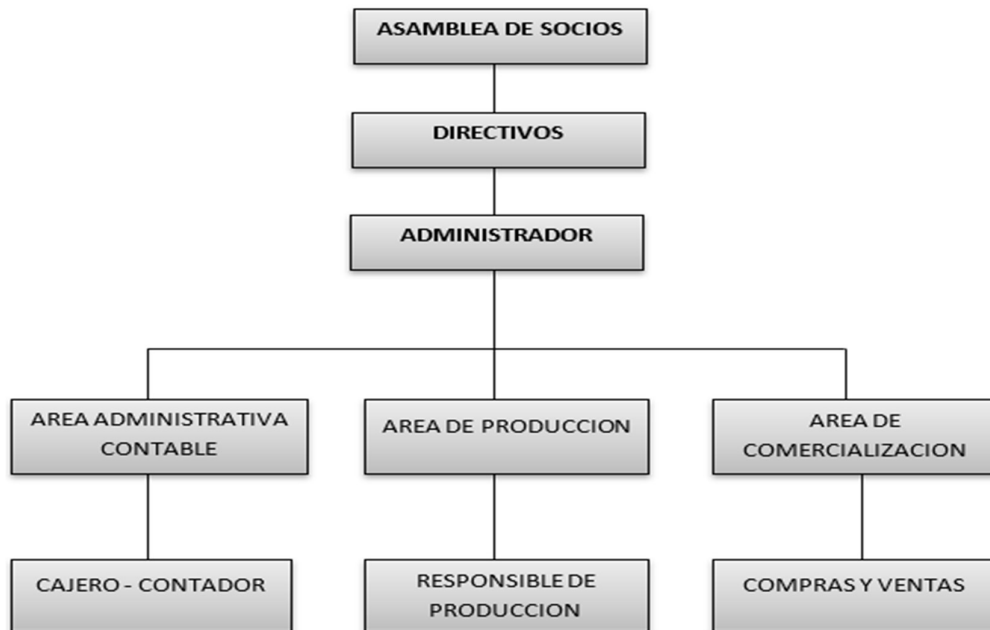 ASAMBLEA DE SOCIOS
DIRECTIVOS
ADMINISTRADOR
AREA ADMINISTRATIVA
CONTABLE
AREA DE PRODUCCION
AREA DE
COMERCIALIZACION
CAJERO - CONTADOR
RESPONSIBLE DE
PRODUCCION
COMPRAS Y VENTAS